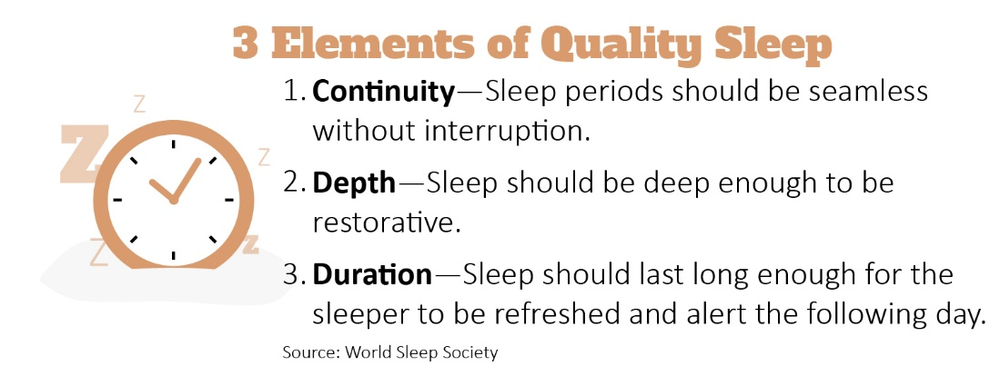 3 Elements of Quality Sleep
1. Continuity—Sleep periods should be seamless
without interruption.
2. Depth—Sleep should be deep enough to be
restorative.
3. Duration—Sleep should last long enough for the
sleeper to be refreshed and alert the following day.
Source: World Sleep Society
Z
Z
Z
Z
z